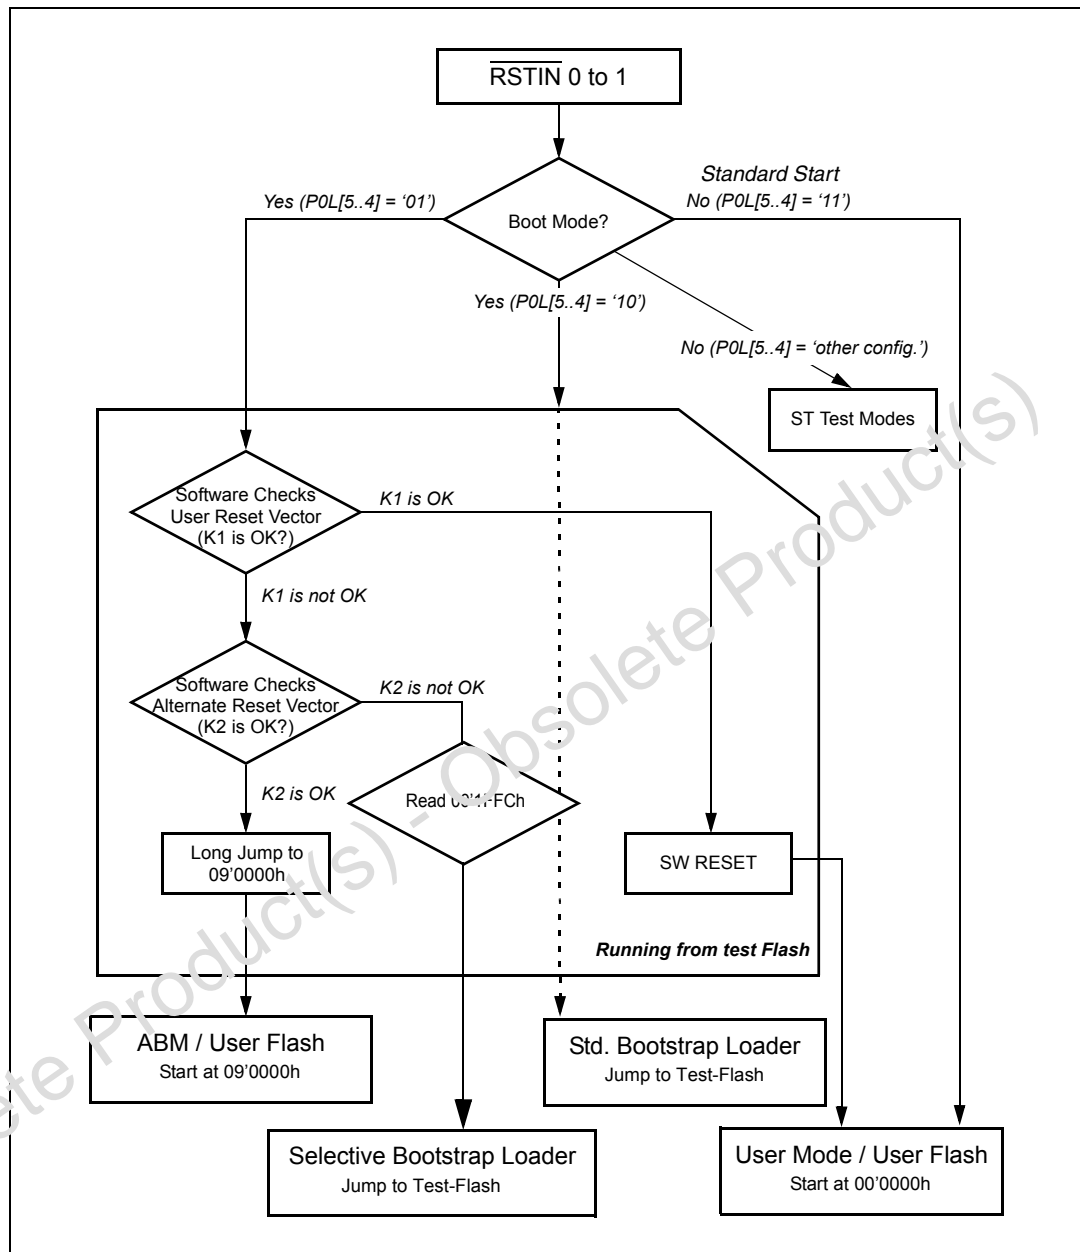 RSTIN 0 to 1
Standard Start
Yes (P0L[5..4] = ‘01’)
No (P0L[5..4] = ‘11’)
Boot Mode?
Yes (P0L[5..4] = ‘10’)
No (P0L[5..4] = ‘other config.’)
ST Test Modes
Software Checks
User Reset Vector
(K1 is OK?)
K1 is OK
K1 is not OK
Software Checks
Alternate Reset Vector
(K2 is OK?)
K2 is not OK
K2 is OK
Read
Long Jump to
09’0000h
SW RESET
Running from test Flash
ABM / User Flash
Start at 09’0000h
Std. Bootstrap Loader
Jump to Test-Flash
Selective Bootstrap Loader
Jump to Test-Flash
User Mode / User Flash
Start at 00’0000h
ete Product(s) - Obsolete Product(s)